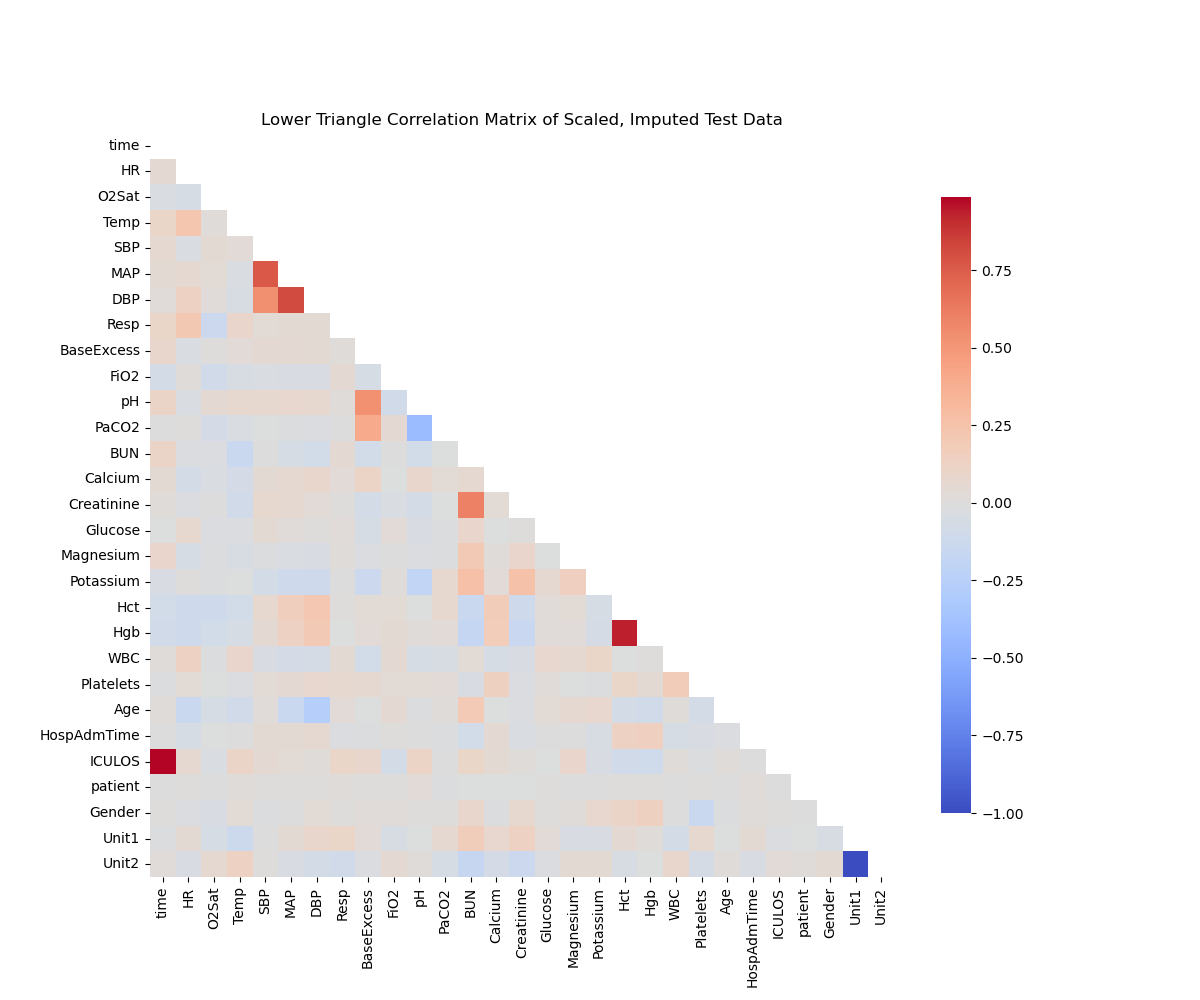 Lower Triangle Correlation Matrix of Scaled, Imputed Test Data
time
HR
O2Sat
Temp
SBP
MAP
DBP
Resp
BaseExcess
FiO2
pH
PaCO2
BUN
Calcium
Creatinine
Glucose
Magnesium
Potassium
Hct
Hgb
WBC
Platelets
Age
HospAdmTime
ICULOS
patient
Gender
Unit1
Unit2
time
HR
O2Sat
Temp
SBP
MAP
DBP
Resp
BaseExcess
FiO2
pH
PaCO2
BUN
Calcium
Creatinine
Glucose
Magnesium
Potassium
Hct
Hgb
WBC
Platelets
Age
HospAdmTime
ICULOS
patient
Gender
Unit1
Unit2
0.75
0.50
0.25
0.00
−0.25
−0.50
−0.75
−1.00